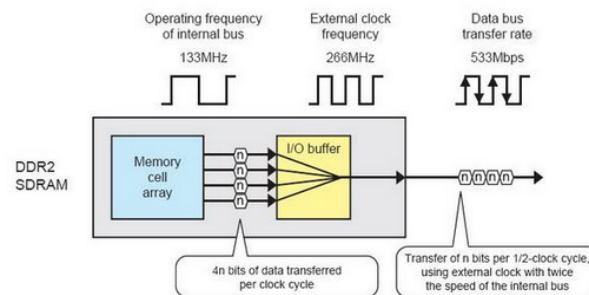 Operating frequency
of internal bus
133MHz
External clock
frequency
266MHz
Data bus
transfer rate
533Mbps
DDR2
SDRAM
Memory
cell
array
n
n
n
n
I/O buffer
n n n n
4n bits of data transferred
per clock cycle
Transfer of n bits per 1/2-clock cycle,
using external clock with twice
the speed of the internal bus